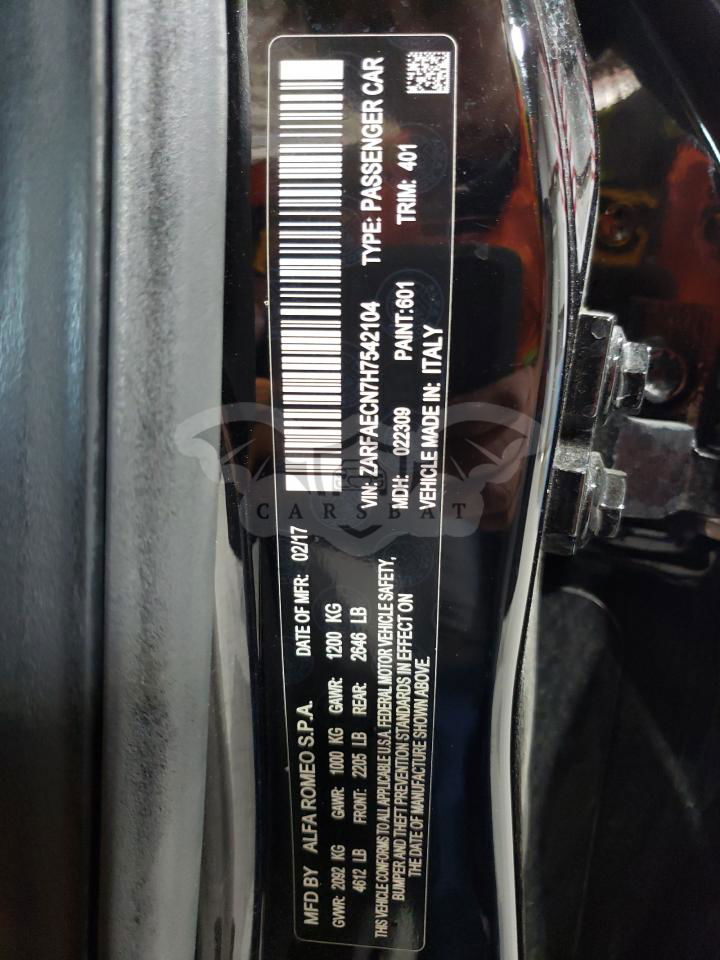 MFD BY ALFA ROMEO S.P.A. DATE OF MFR: 02/17
GVWR: 2092 KG GAWR: 1000 KG GAWR: 1200 KG
4612 LB FRONT: 2205 LB REAR: 2646 LB
THIS VEHICLE CONFORMS TO ALL APPLICABLE U.S.A. FEDERAL MOTOR VEHICLE SAFETY,
BUMPER AND THEFT PREVENTION STANDARDS IN EFFECT ON
THE DATE OF MANUFACTURE SHOWN ABOVE
VIN: ZARFAECN7H7542104 TYPE: PASSENGER CAR
MDH: 022309 PAINT:601 TRIM: 401
VEHICLE MADE IN: ITALY
CARSBAT